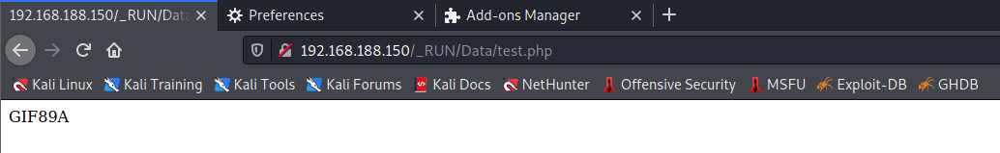 192.168.188.150/_RUN/Data
Preferences
Add-ons Manager
192.168.188.150/_RUN/Data/test.php
Kali Linux Kali Training Kali Tools Kali Forums Kali Docs NetHunter Offensive Security MSFU Exploit-DB GHDB
GIF89A